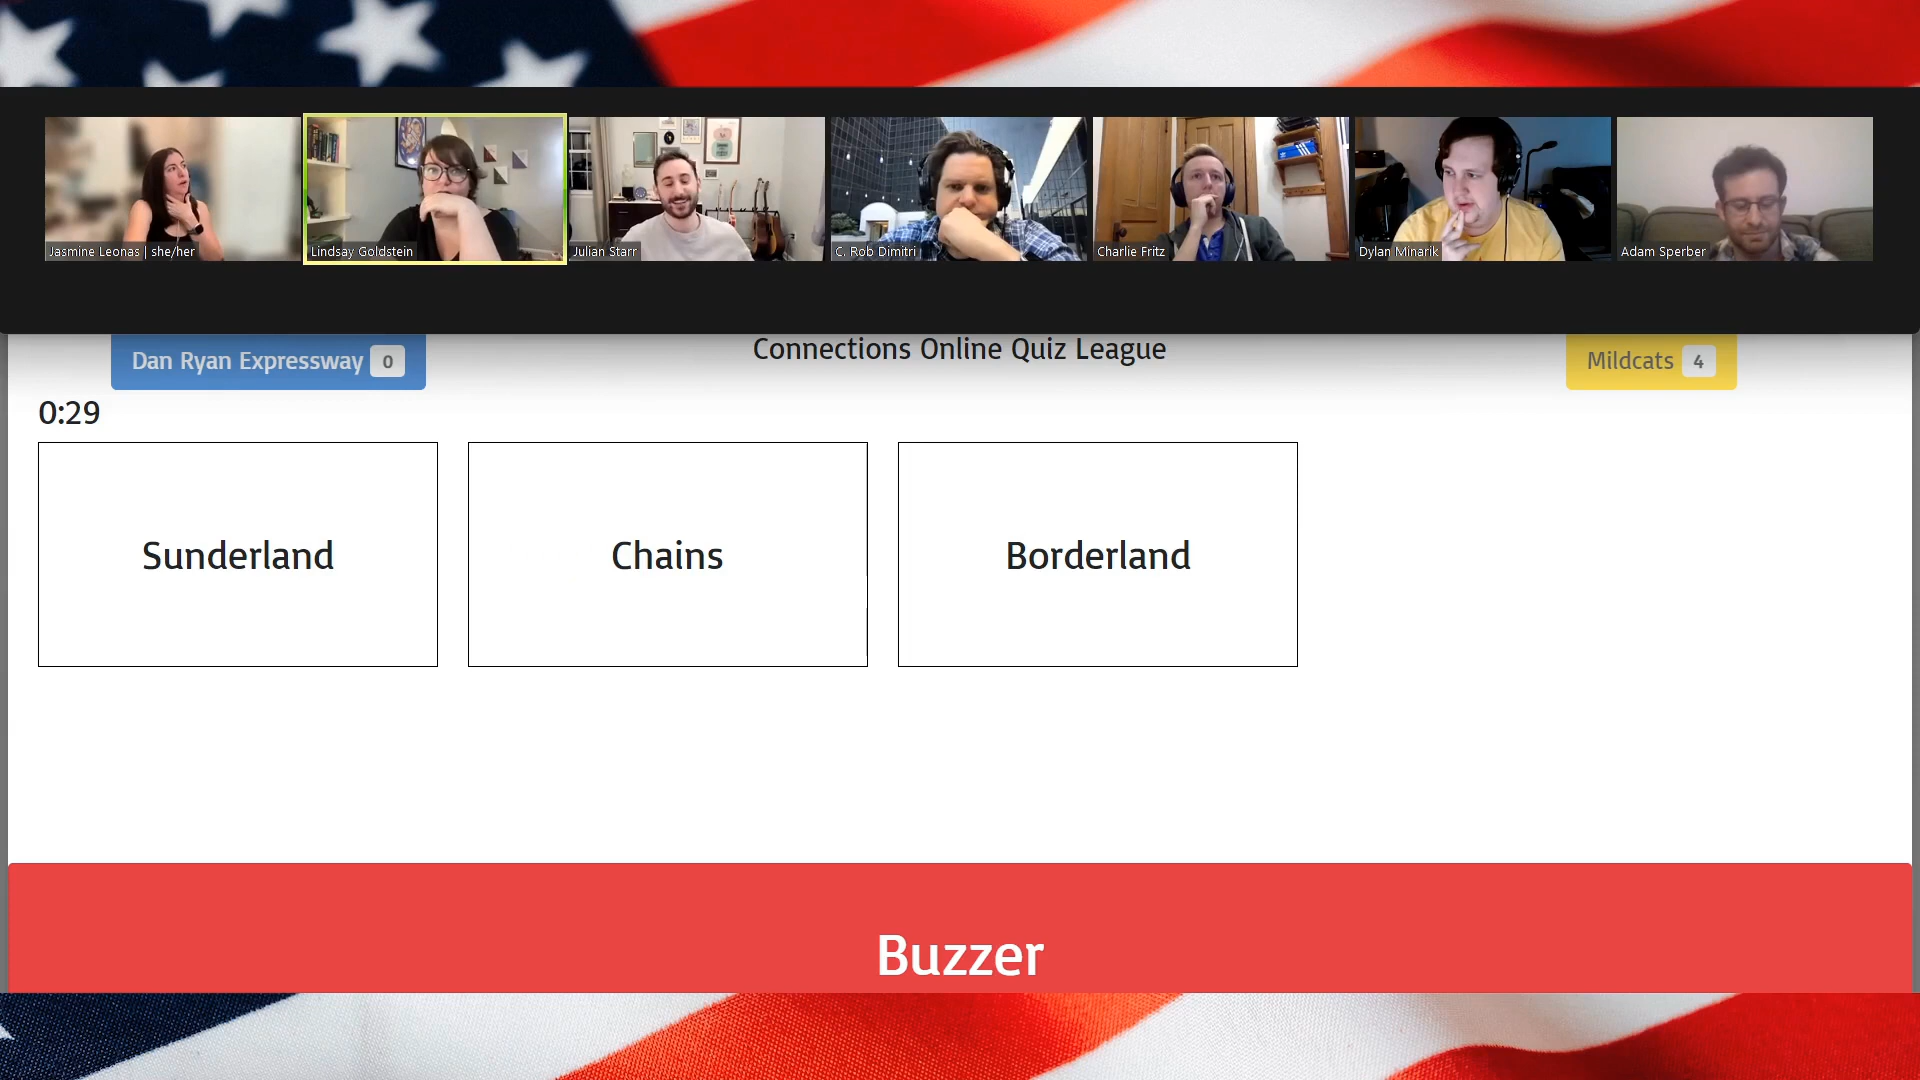 Jasmine Leonas | she/her
Lindsay Goldstein
Julian Starr
C. Rob Dimitri
Charlie Fritz
Dylan Minarik
Adam Sperber
Dan Ryan Expressway 0
Connections Online Quiz League
Mildcats 4
0:29
Sunderland
Chains
Borderland
Buzzer